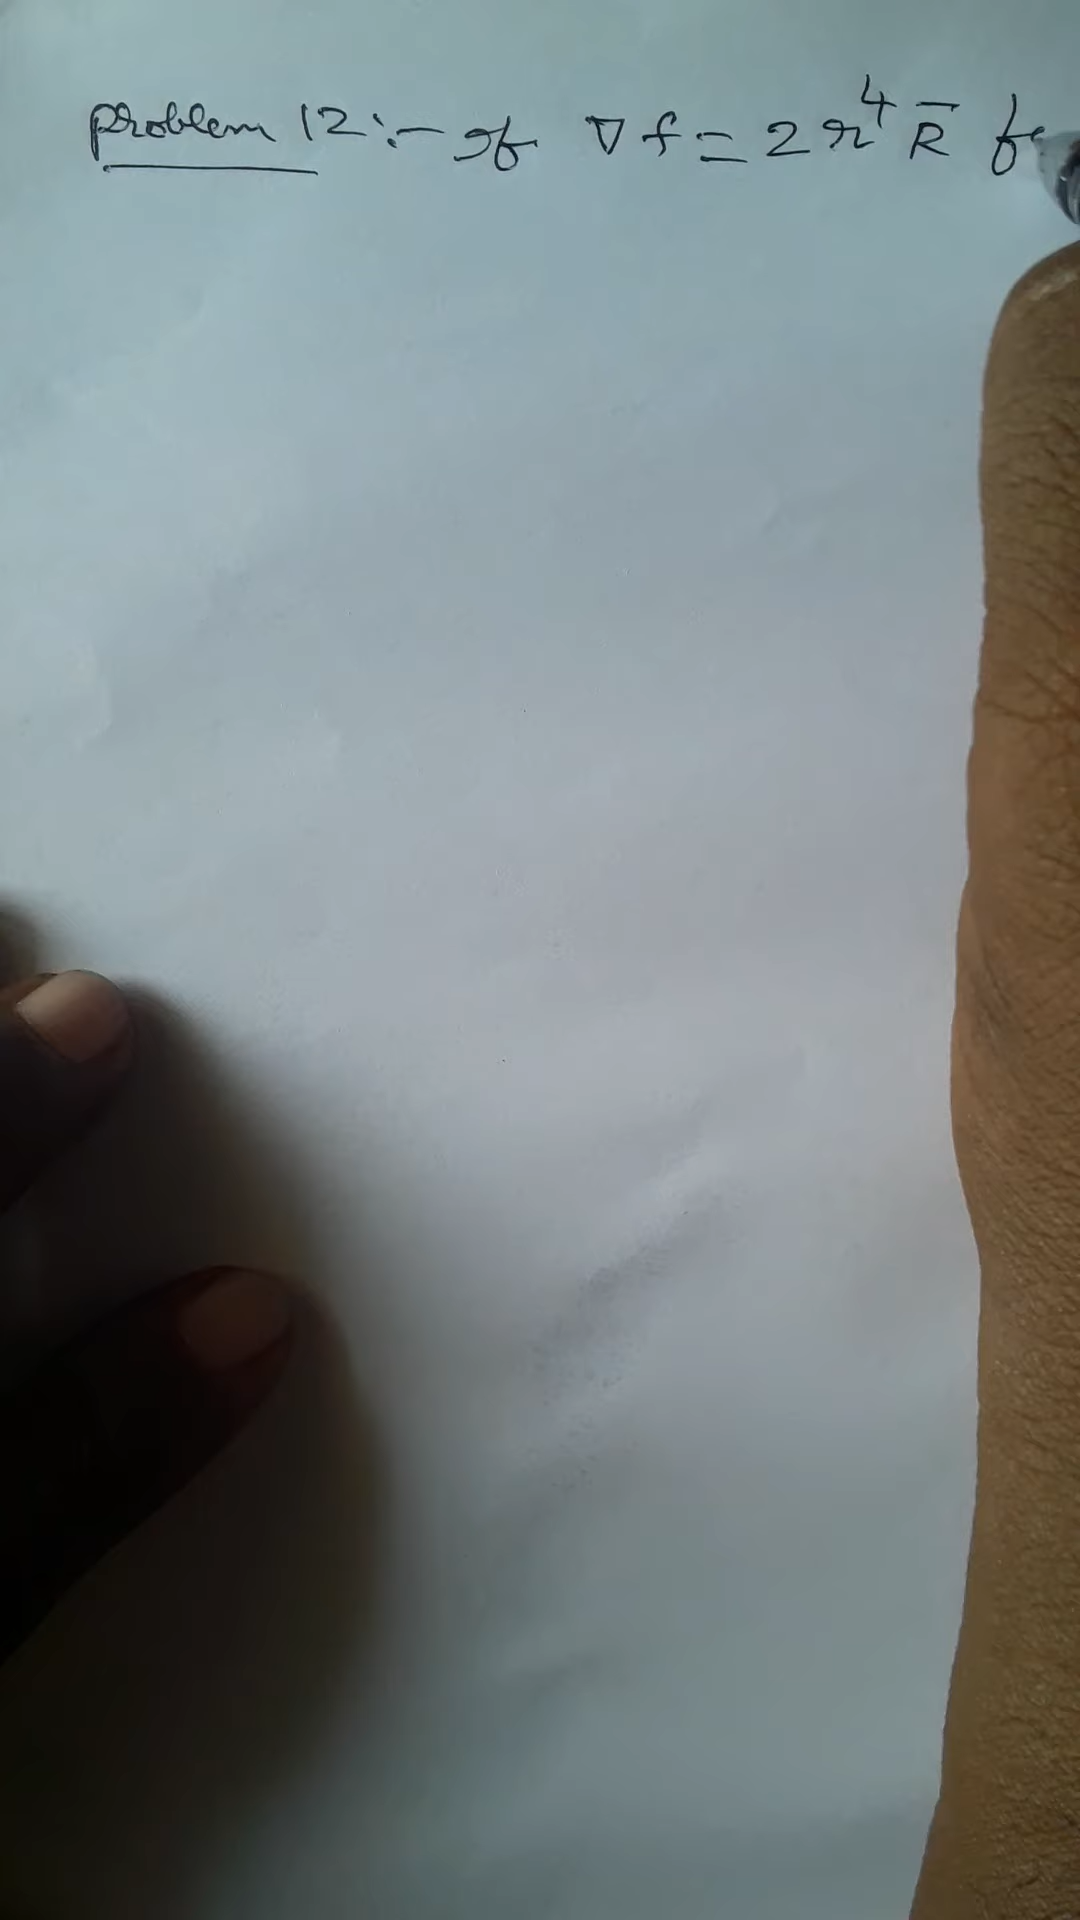 problem 12:- If ∇f = 2r⁴R̄